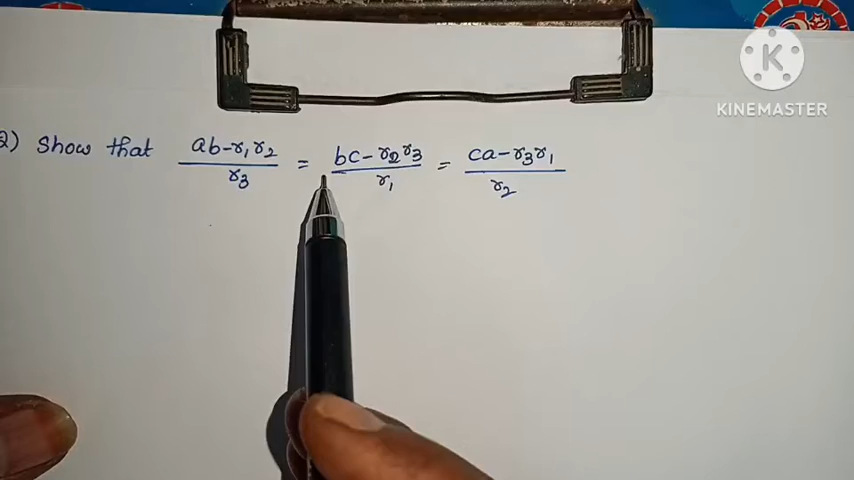 2) Show that ab-r₁r₂/r₃ = bc-r₂r₃/r₁ = ca-r₃r₁/r₂
KINEMASTER